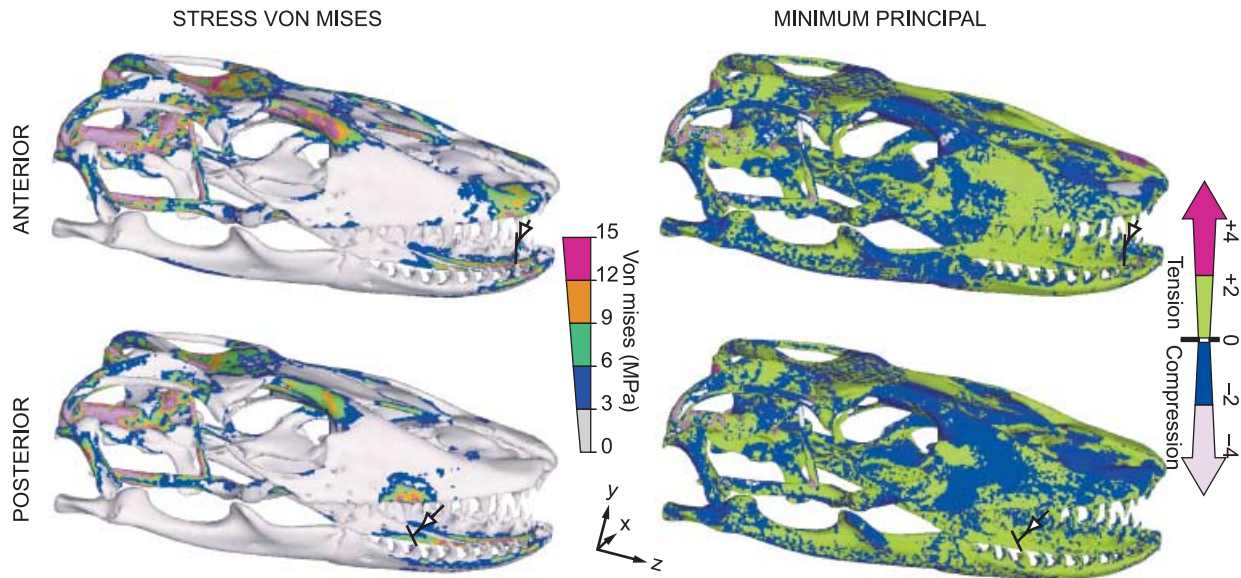 STRESS VON MISES
MINIMUM PRINCIPAL
ANTERIOR
POSTERIOR
15
12
9
6
3
0
Von mises (MPa)
y
x
z
+4
+2
0
−2
−4
Tension
Compression